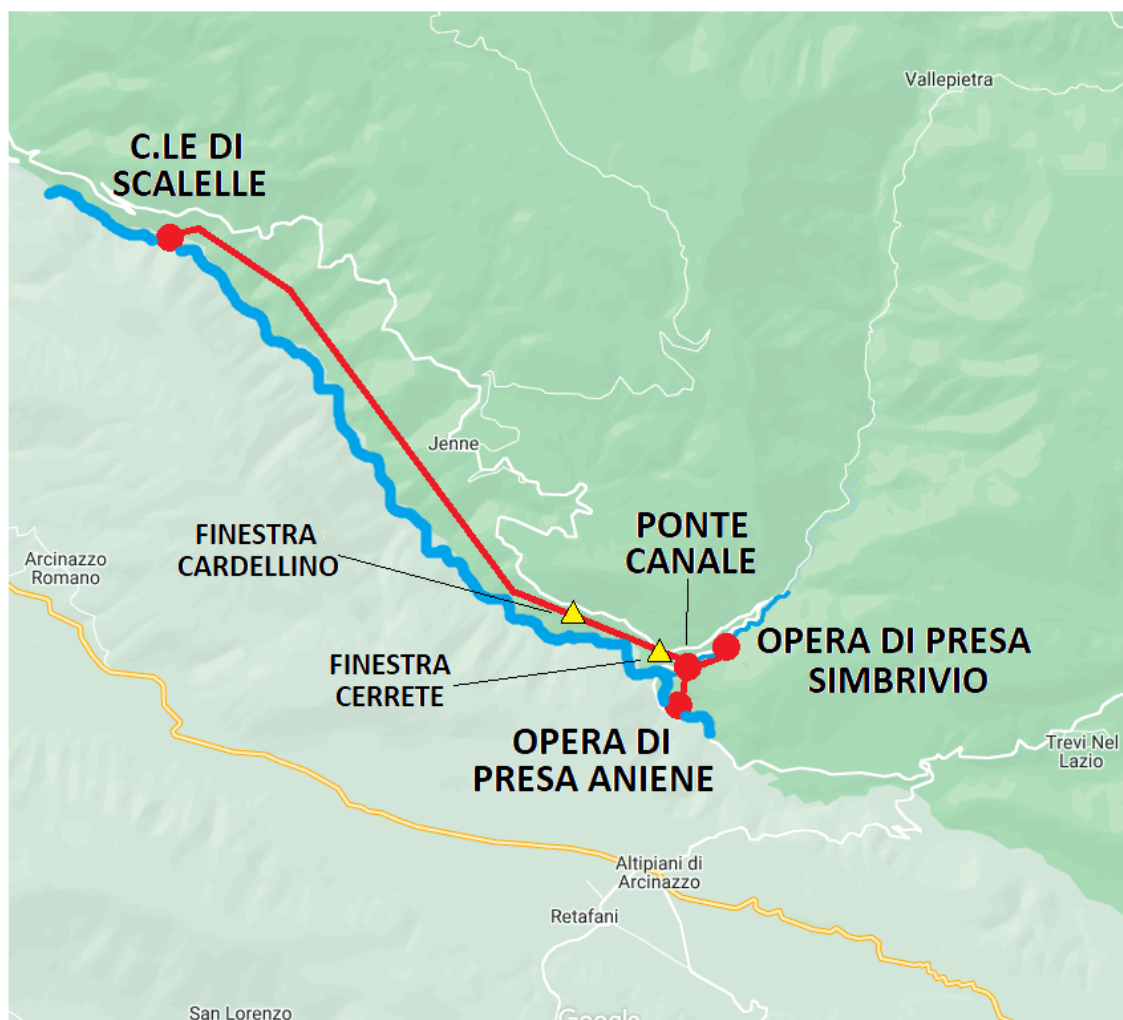 Vallepietra
C.LE DI
SCALELLE
Jenne
FINESTRA
CARDELLINO
PONTE
CANALE
Arcinazzo
Romano
OPERA DI PRESA
SIMBRIVIO
FINESTRA
CERRETE
OPERA DI
PRESA ANIENE
Trevi Nel
Lazio
Altipiani di
Arcinazzo
Retafani
San Lorenzo
Google